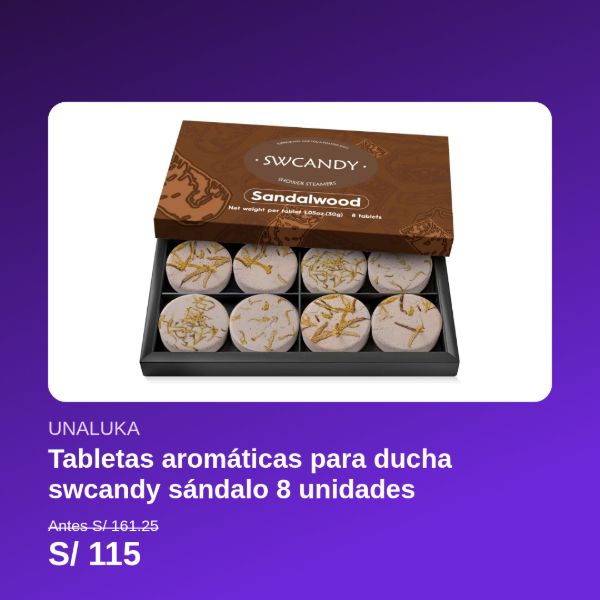 · SWCANDY ·
SHOWER STEAMERS
Sandalwood
Net weight per tablet 1.05oz (30g) 8 tablets
UNALUKA
Tabletas aromáticas para ducha
swcandy sándalo 8 unidades
Antes S/ 161.25
S/ 115